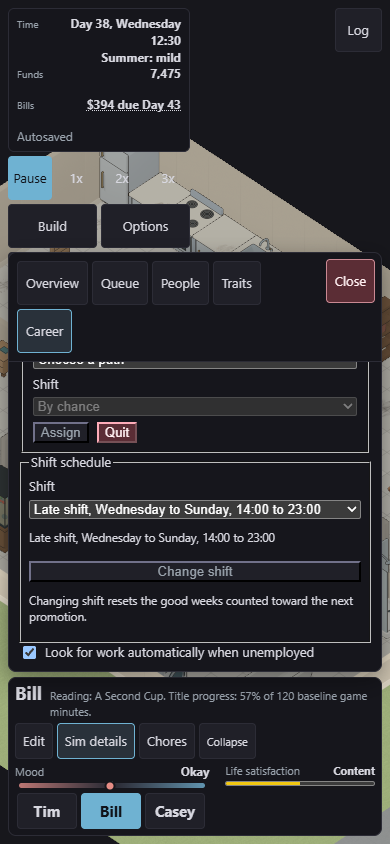 Time
Day 38, Wednesday
12:30
Summer: mild
Funds
7,475
Bills
$394 due Day 43
Autosaved
Log
Pause 1x 2x 3x
Build Options
Overview Queue People Traits
Close
Career
Choose a path
Shift
By chance
Assign Quit
Shift schedule
Shift
Late shift, Wednesday to Sunday, 14:00 to 23:00
Late shift, Wednesday to Sunday, 14:00 to 23:00
Change shift
Changing shift resets the good weeks counted toward the next
promotion.
Look for work automatically when unemployed
Bill Reading: A Second Cup. Title progress: 57% of 120 baseline game
minutes.
Edit Sim details Chores Collapse
Mood Okay Life satisfaction Content
Tim Bill Casey